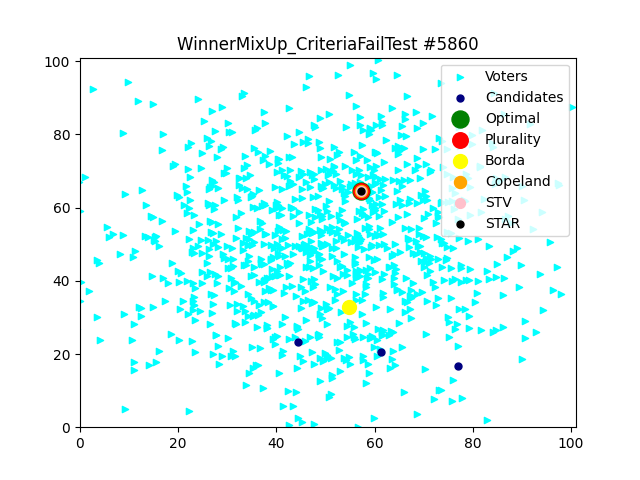 WinnerMixUp_CriteriaFailTest #5860
100
80
60
40
20
0
0 20 40 60 80 100
Voters
Candidates
Optimal
Plurality
Borda
Copeland
STV
STAR